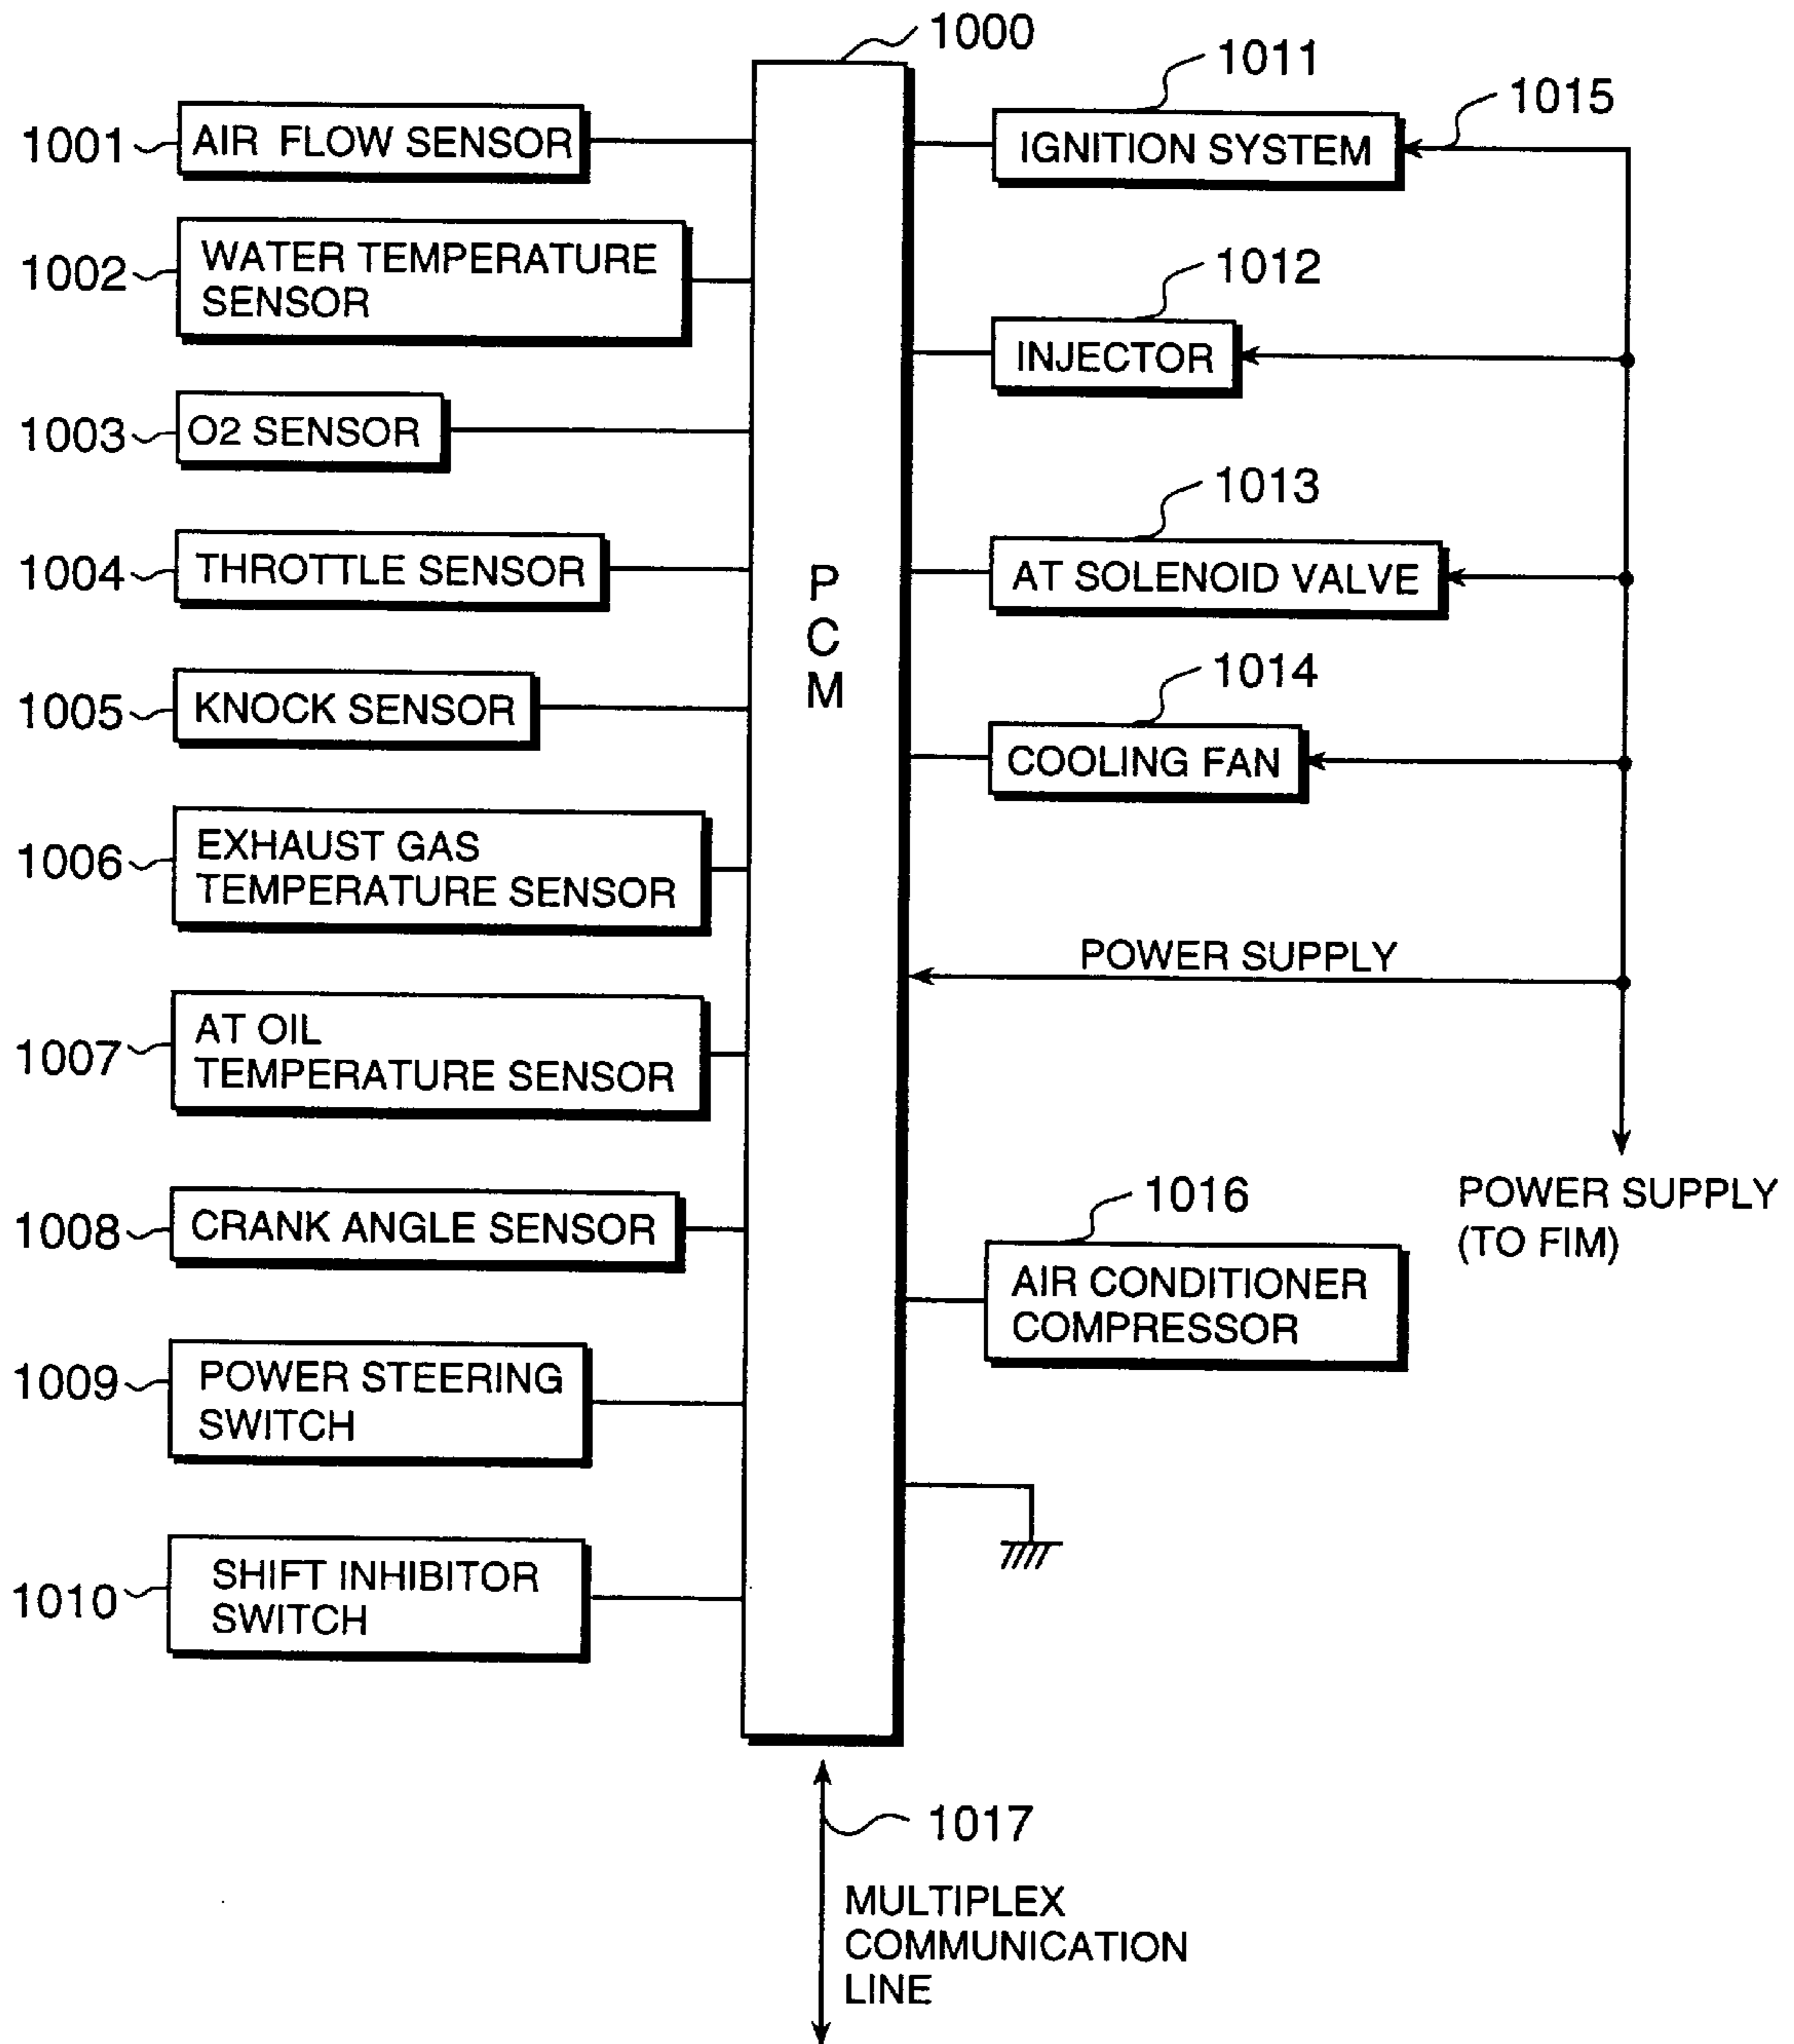 1000
1001
AIR FLOW SENSOR
1002
WATER TEMPERATURE
SENSOR
1003
O2 SENSOR
1004
THROTTLE SENSOR
1005
KNOCK SENSOR
1006
EXHAUST GAS
TEMPERATURE SENSOR
1007
AT OIL
TEMPERATURE SENSOR
1008
CRANK ANGLE SENSOR
1009
POWER STEERING
SWITCH
1010
SHIFT INHIBITOR
SWITCH
P
C
M
1011
IGNITION SYSTEM
1015
1012
INJECTOR
1013
AT SOLENOID VALVE
1014
COOLING FAN
POWER SUPPLY
POWER SUPPLY
(TO FIM)
1016
AIR CONDITIONER
COMPRESSOR
1017
MULTIPLEX
COMMUNICATION
LINE